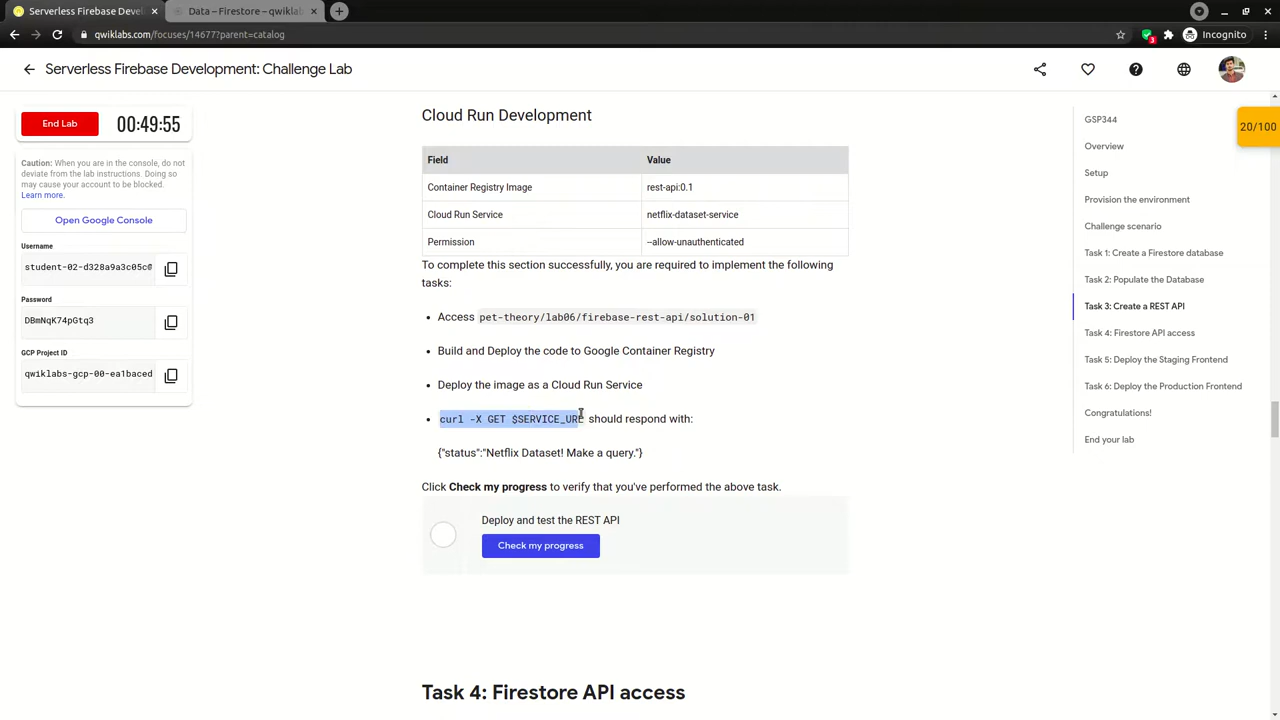 Serverless Firebase Devel
Data – Firestore – qwiklab
qwiklabs.com/focuses/14677?parent=catalog
3
Incognito
Serverless Firebase Development: Challenge Lab
End Lab
00:49:55
Caution: When you are in the console, do not
deviate from the lab instructions. Doing so
may cause your account to be blocked.
Learn more.
Open Google Console
Username
student-02-d328a9a3c05c0
Password
DBmNqK74pGtq3
GCP Project ID
qwiklabs-gcp-00-ea1baced
Cloud Run Development
Field Value
Container Registry Image rest-api:0.1
Cloud Run Service netflix-dataset-service
Permission --allow-unauthenticated
To complete this section successfully, you are required to implement the following
tasks:
• Access pet-theory/lab06/firebase-rest-api/solution-01
• Build and Deploy the code to Google Container Registry
• Deploy the image as a Cloud Run Service
• curl -X GET $SERVICE_URL should respond with:
{"status":"Netflix Dataset! Make a query."}
Click Check my progress to verify that you've performed the above task.
Deploy and test the REST API
Check my progress
Task 4: Firestore API access
GSP344
Overview
Setup
Provision the environment
Challenge scenario
Task 1: Create a Firestore database
Task 2: Populate the Database
Task 3: Create a REST API
Task 4: Firestore API access
Task 5: Deploy the Staging Frontend
Task 6: Deploy the Production Frontend
Congratulations!
End your lab
20/100